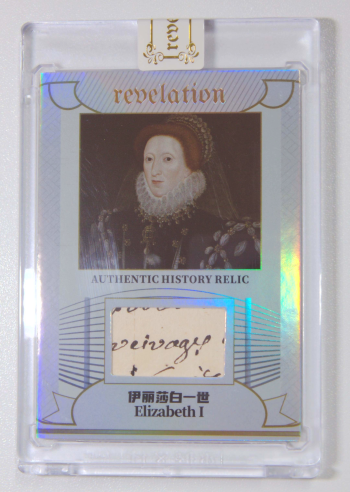 revelation
AUTHENTIC HISTORY RELIC
伊丽莎白一世
Elizabeth I